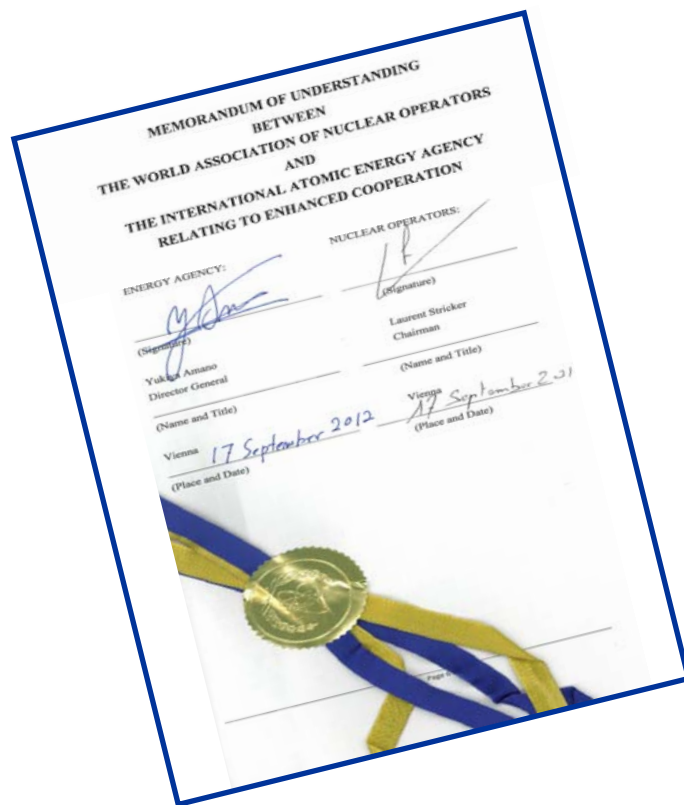 MEMORANDUM OF UNDERSTANDING
BETWEEN
THE WORLD ASSOCIATION OF NUCLEAR OPERATORS
AND
THE INTERNATIONAL ATOMIC ENERGY AGENCY
RELATING TO ENHANCED COOPERATION
ENERGY AGENCY:
(Signature)
Yukiya Amano
Director General
(Name and Title)
Vienna 17 September 2012
(Place and Date)
NUCLEAR OPERATORS:
(Signature)
Laurent Stricker
Chairman
(Name and Title)
Vienna
17 September 201
(Place and Date)
Page